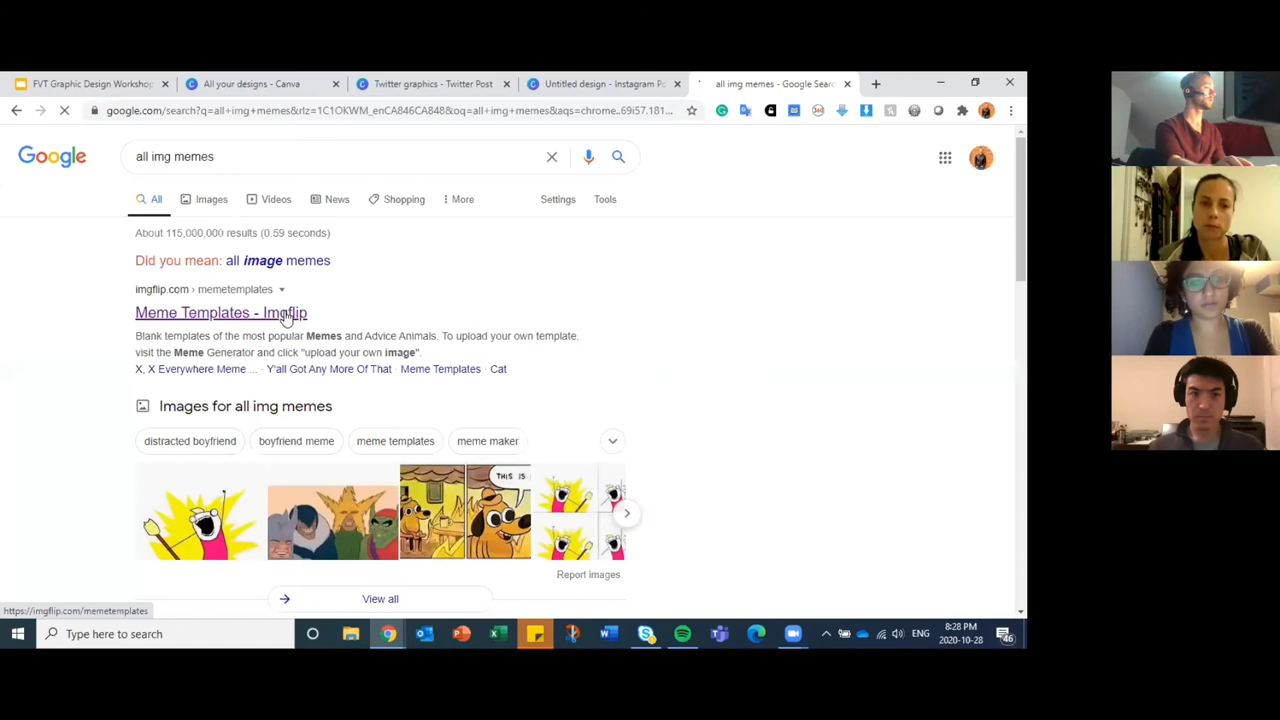 FVT Graphic Design Workshop
All your designs - Canva
Twitter graphics - Twitter Post
Untitled design - Instagram Po
all img memes - Google Search
google.com/search?q=all+img+memes&rlz=1C1OKWM_enCA846CA848&oq=all+img+memes&aqs=chrome..69i57.181...
Google
all img memes
All
Images
Videos
News
Shopping
More
Settings
Tools
About 115,000,000 results (0.59 seconds)
Did you mean: all image memes
imgflip.com › memetemplates
Meme Templates - Imgflip
Blank templates of the most popular Memes and Advice Animals. To upload your own template,
visit the Meme Generator and click "upload your own image".
X, X Everywhere Meme ... · Y'all Got Any More Of That · Meme Templates · Cat
Images for all img memes
distracted boyfriend
boyfriend meme
meme templates
meme maker
THIS IS
Report images
View all
https://imgflip.com/memetemplates
Type here to search
ENG
8:28 PM
2020-10-28
46